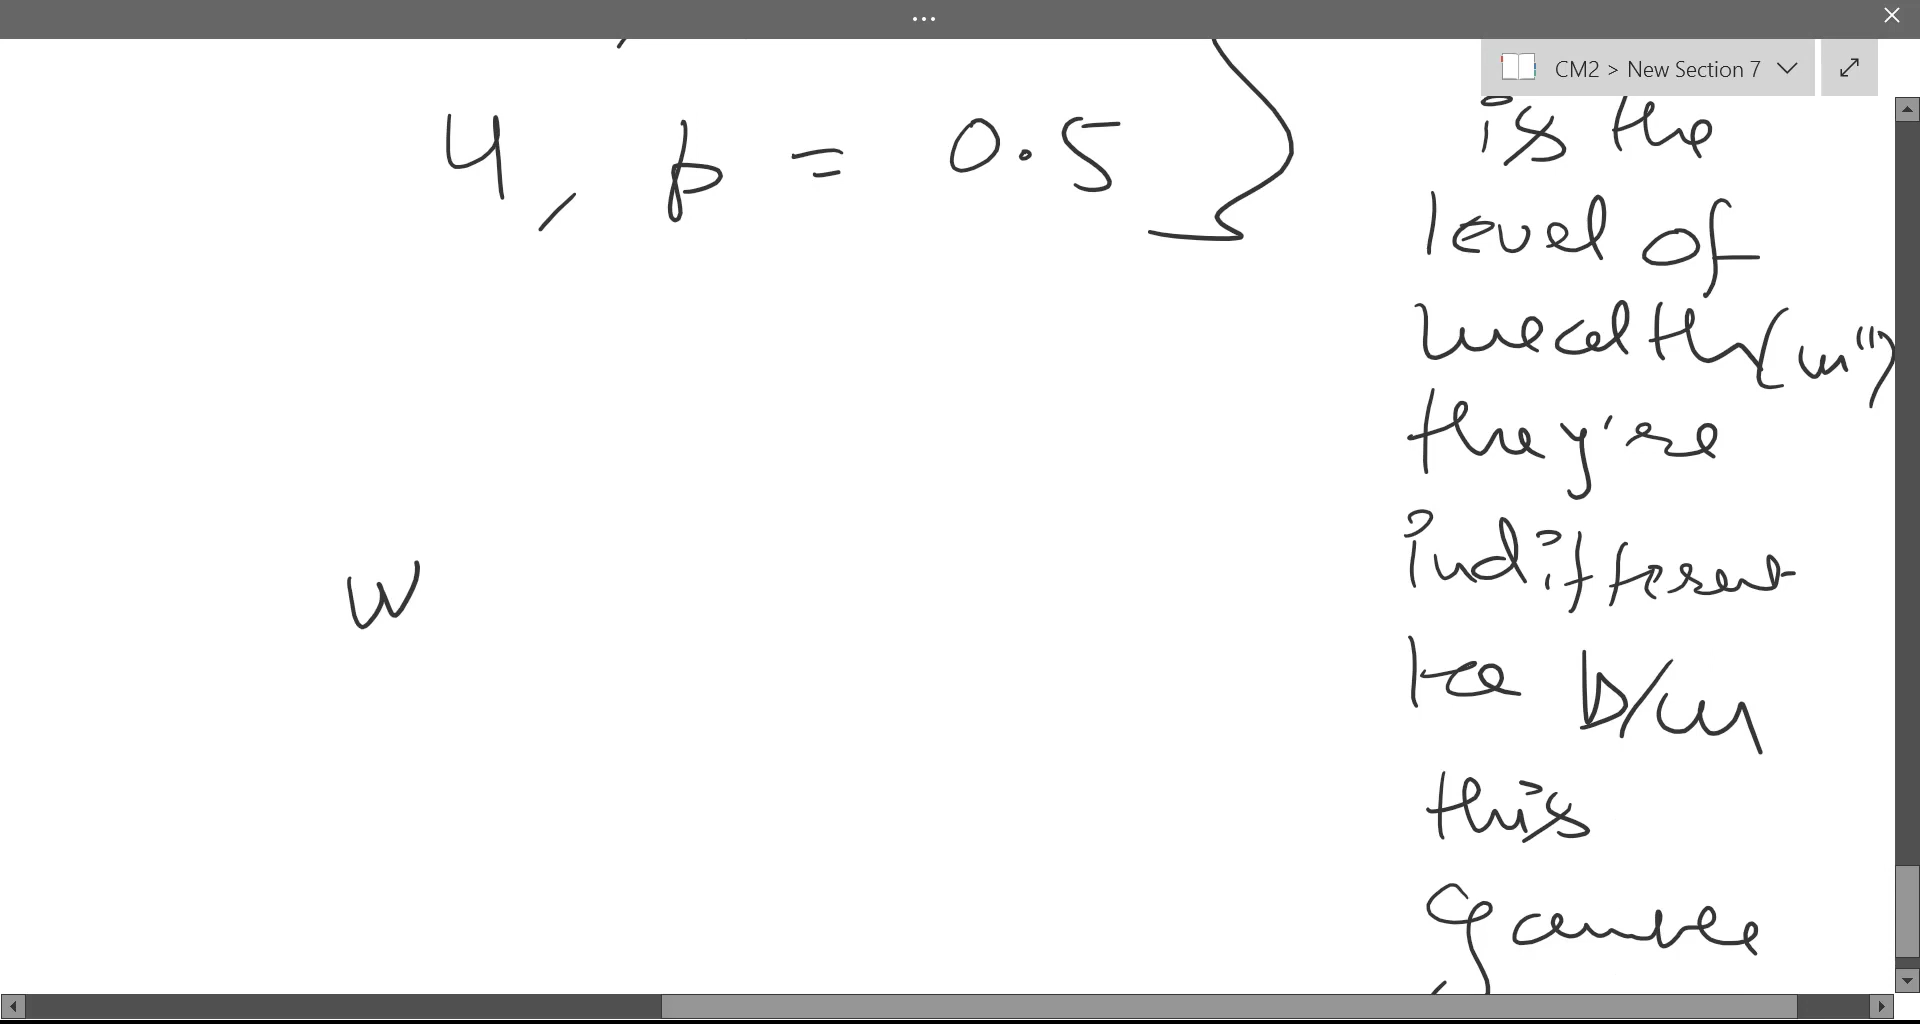 CM2 > New Section 7
4, p = 0.5 }
is the
level of
wealth (w")
they're
indifferent
to b/w
this
gamble
w